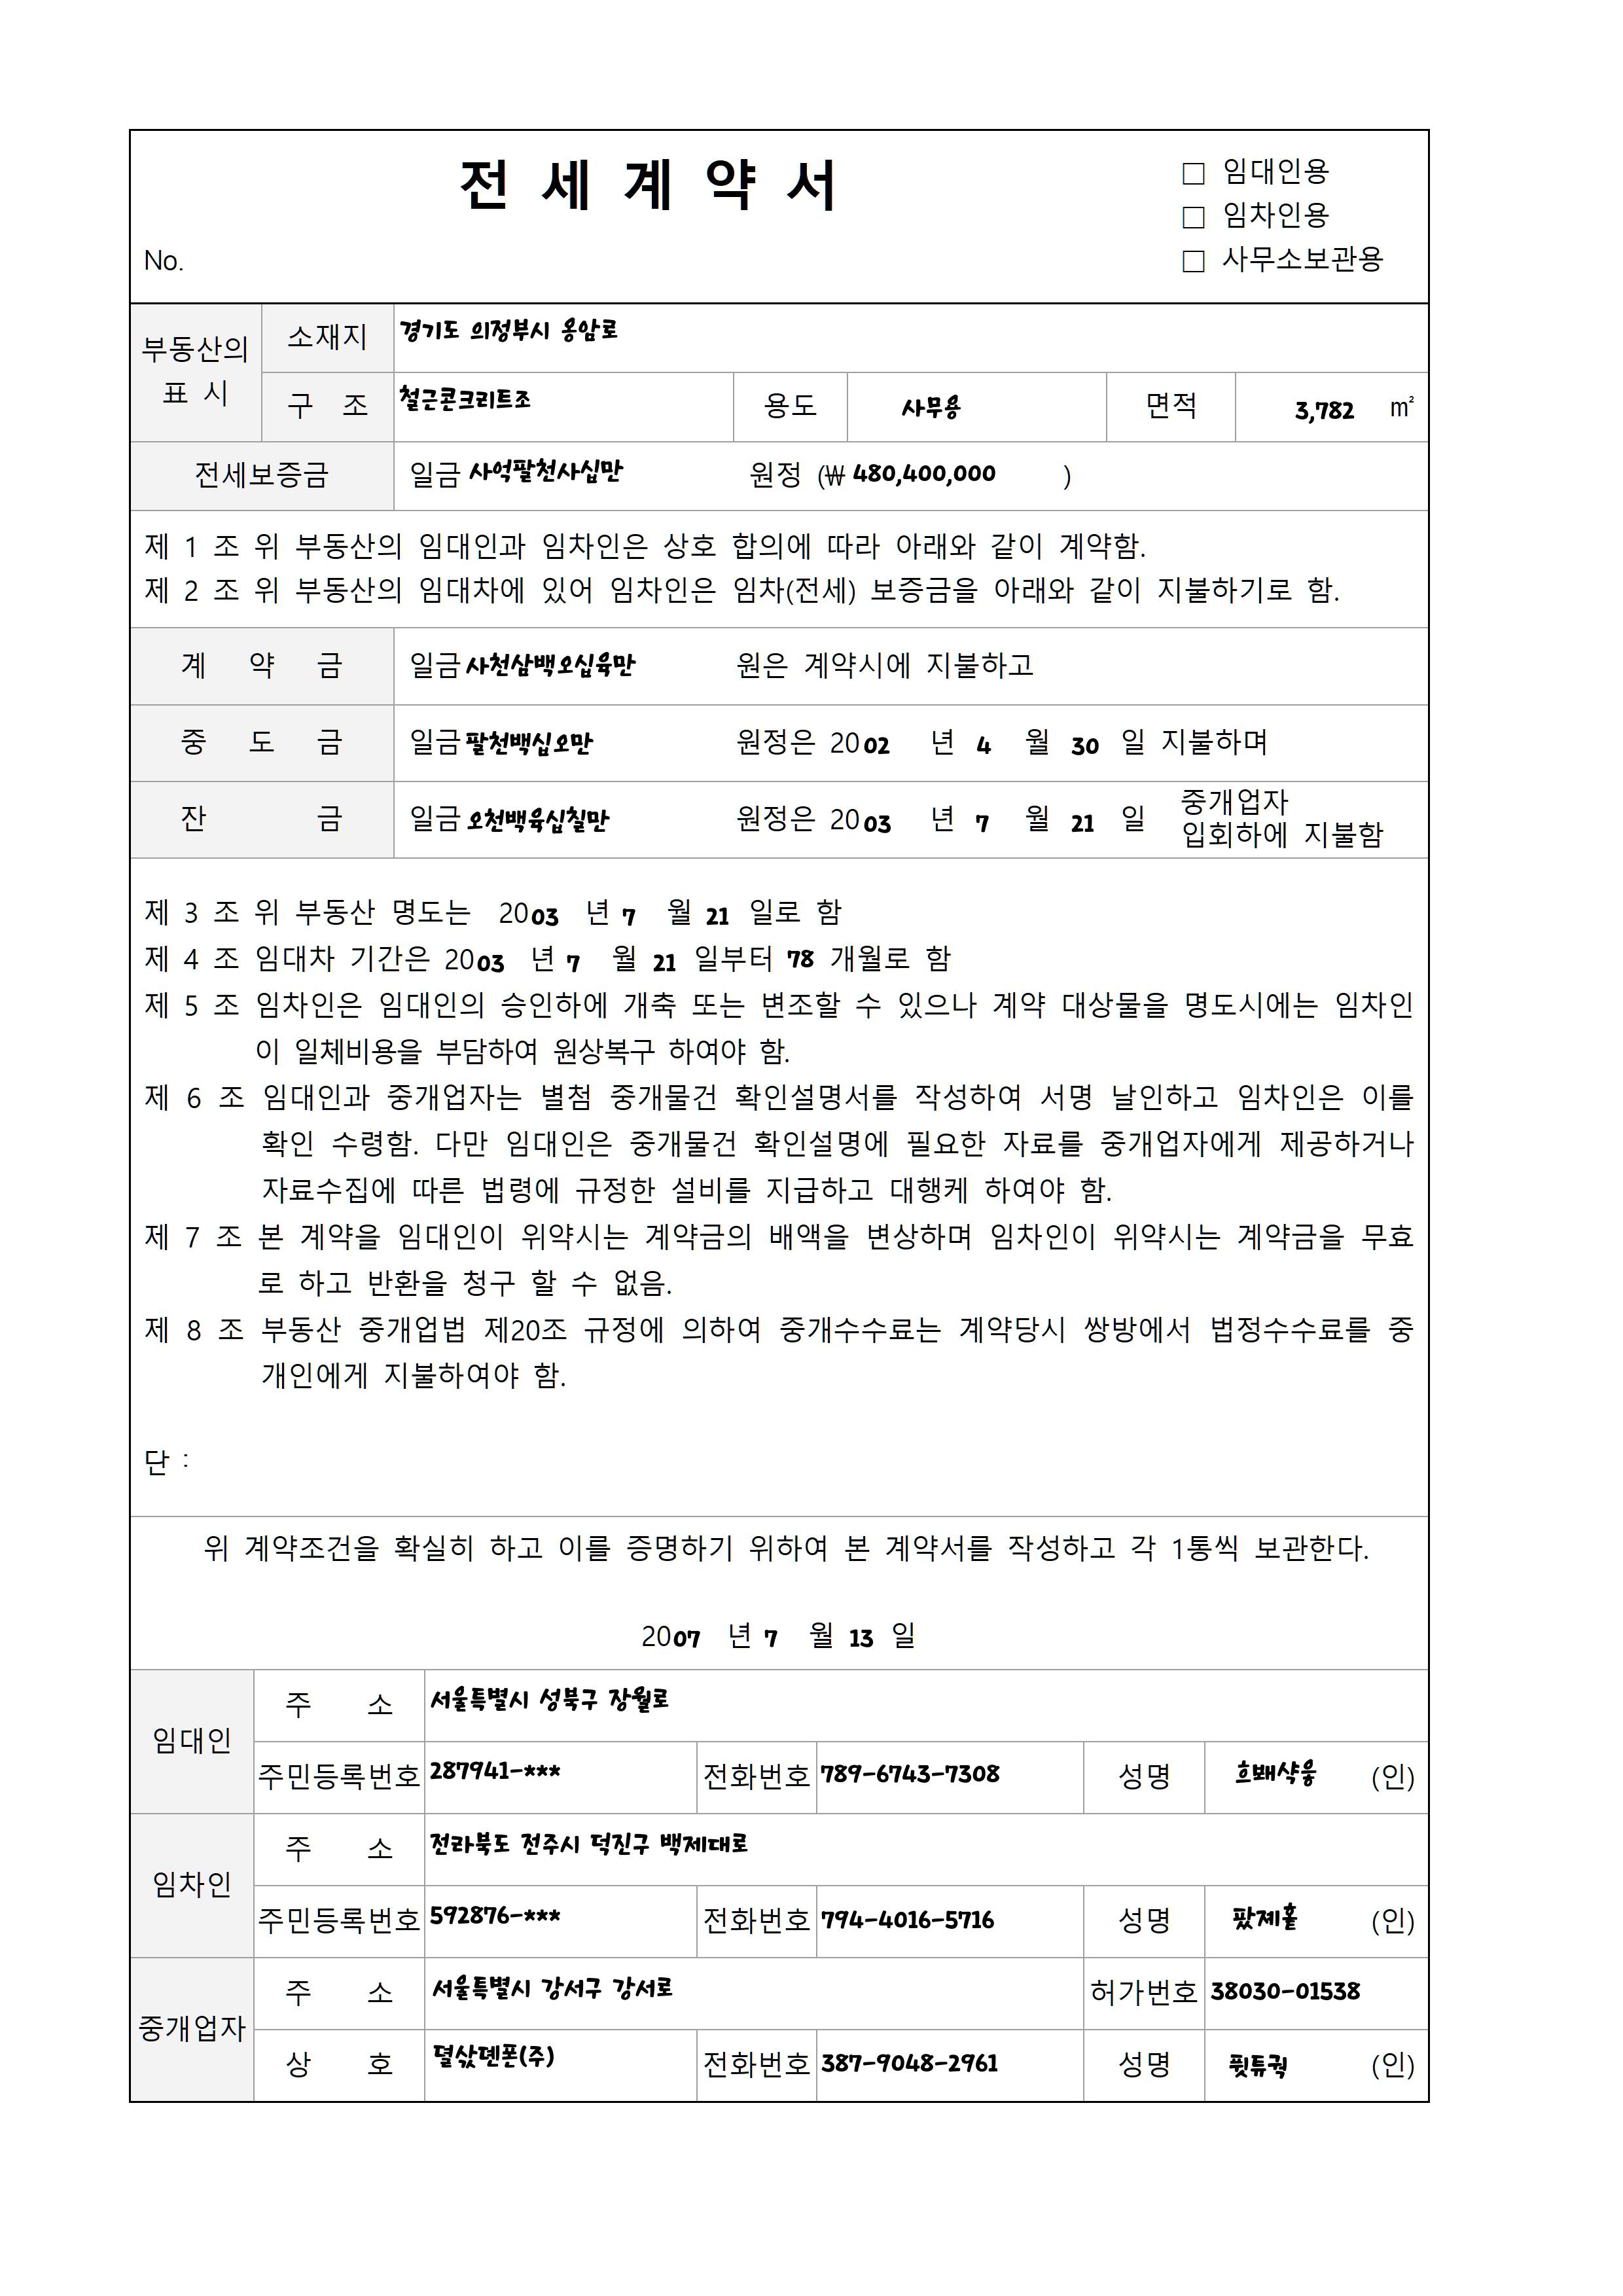 전 세 계 약 서
□ 임대인용
□ 임차인용
□ 사무소보관용
No.
부동산의 표 시
소재지 경기도 의정부시 용암로
구 조 철근콘크리트조 용도 사무용 면적 3,782 ㎡
전세보증금 일금 사억팔천사십만 원정 (₩ 480,400,000 )
제 1 조 위 부동산의 임대인과 임차인은 상호 합의에 따라 아래와 같이 계약함.
제 2 조 위 부동산의 임대차에 있어 임차인은 임차(전세) 보증금을 아래와 같이 지불하기로 함.
계 약 금 일금 사천삼백오십육만 원은 계약시에 지불하고
중 도 금 일금 팔천백십오만 원정은 2002 년 4 월 30 일 지불하며
잔 금 일금 오천백육십칠만 원정은 2003 년 7 월 21 일 중개업자
입회하에 지불함
제 3 조 위 부동산 명도는 2003 년 7 월 21 일로 함
제 4 조 임대차 기간은 2003 년 7 월 21 일부터 78 개월로 함
제 5 조 임차인은 임대인의 승인하에 개축 또는 변조할 수 있으나 계약 대상물을 명도시에는 임차인
이 일체비용을 부담하여 원상복구 하여야 함.
제 6 조 임대인과 중개업자는 별첨 중개물건 확인설명서를 작성하여 서명 날인하고 임차인은 이를
확인 수령함. 다만 임대인은 중개물건 확인설명에 필요한 자료를 중개업자에게 제공하거나
자료수집에 따른 법령에 규정한 설비를 지급하고 대행케 하여야 함.
제 7 조 본 계약을 임대인이 위약시는 계약금의 배액을 변상하며 임차인이 위약시는 계약금을 무효
로 하고 반환을 청구 할 수 없음.
제 8 조 부동산 중개업법 제20조 규정에 의하여 중개수수료는 계약당시 쌍방에서 법정수수료를 중
개인에게 지불하여야 함.
단 :
위 계약조건을 확실히 하고 이를 증명하기 위하여 본 계약서를 작성하고 각 1통씩 보관한다.
2007 년 7 월 13 일
임대인
주 소 서울특별시 성북구 장월로
주민등록번호 287941-*** 전화번호 789-6743-7308 성명 (인)
임차인
주 소 전라북도 전주시 덕진구 백제대로
주민등록번호 592876-*** 전화번호 794-4016-5716 성명 (인)
중개업자
주 소 서울특별시 강서구 강서로 허가번호 38030-01538
상 호 전화번호 387-9048-2961 성명 (인)